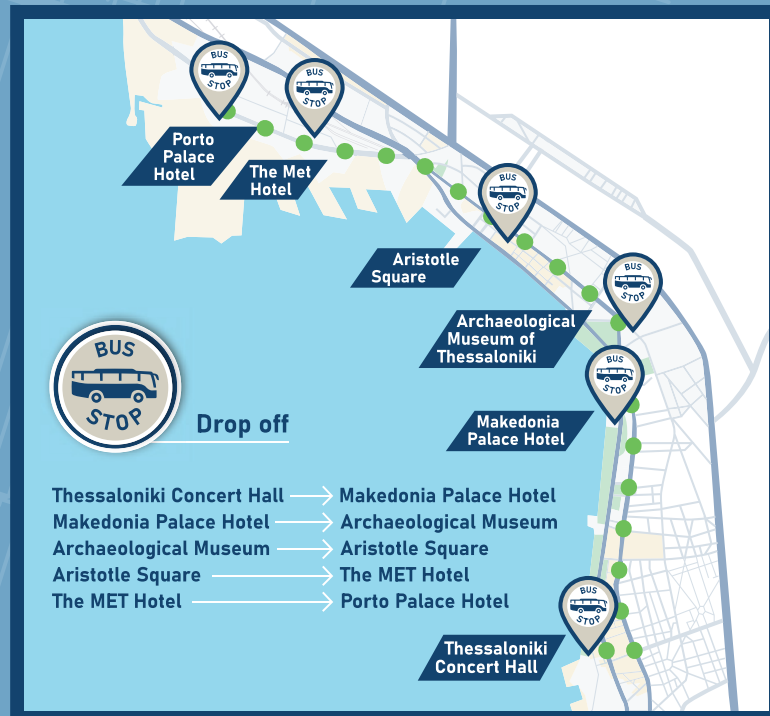 BUS
STOP
BUS
STOP
Porto
Palace
Hotel
The Met
Hotel
BUS
STOP
Aristotle
Square
BUS
STOP
Archaeological
Museum of
Thessaloniki
BUS
STOP
Makedonia
Palace Hotel
BUS
STOP
Drop off
Thessaloniki Concert Hall → Makedonia Palace Hotel
Makedonia Palace Hotel → Archaeological Museum
Archaeological Museum → Aristotle Square
Aristotle Square → The MET Hotel
The MET Hotel → Porto Palace Hotel
BUS
STOP
Thessaloniki
Concert Hall